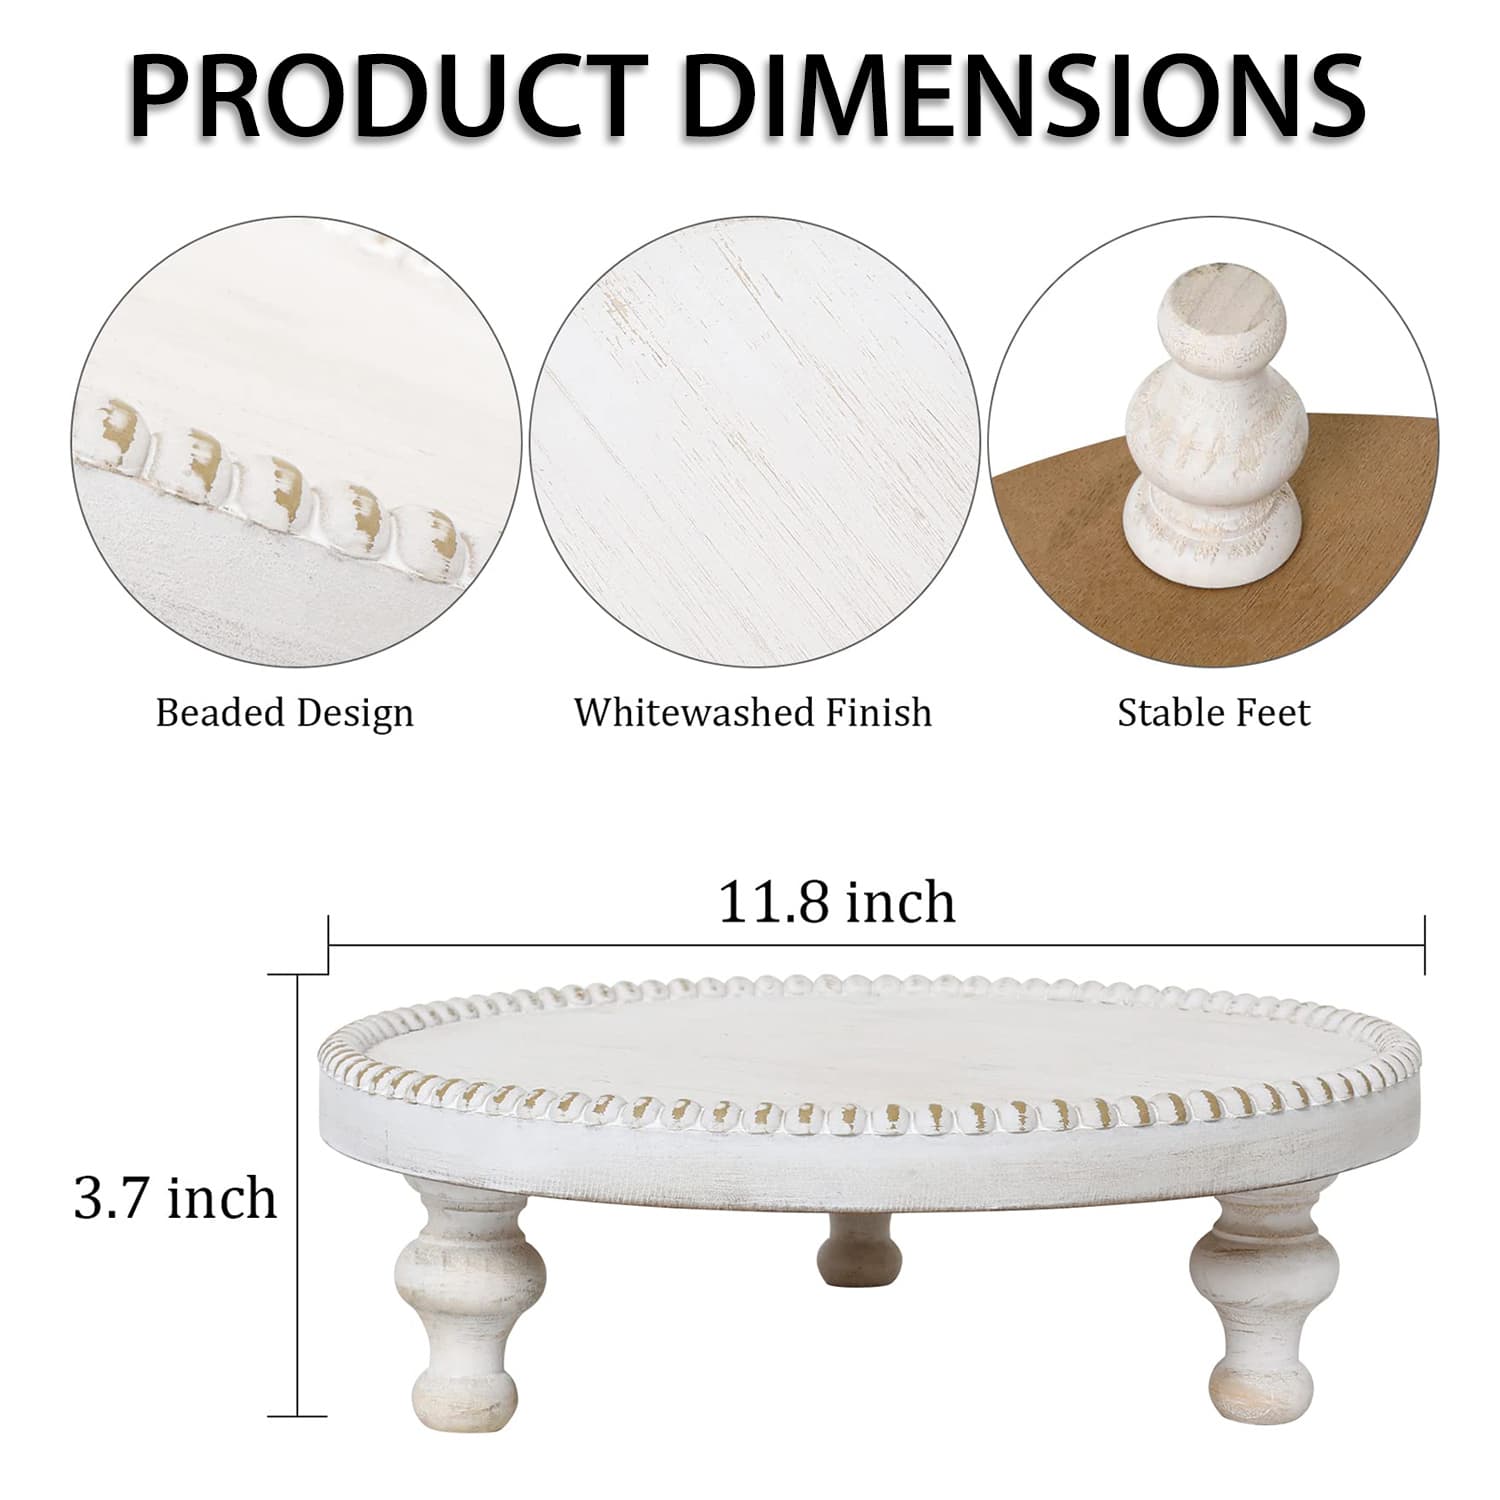 PRODUCT DIMENSIONS
Beaded Design
Whitewashed Finish
Stable Feet
11.8 inch
3.7 inch